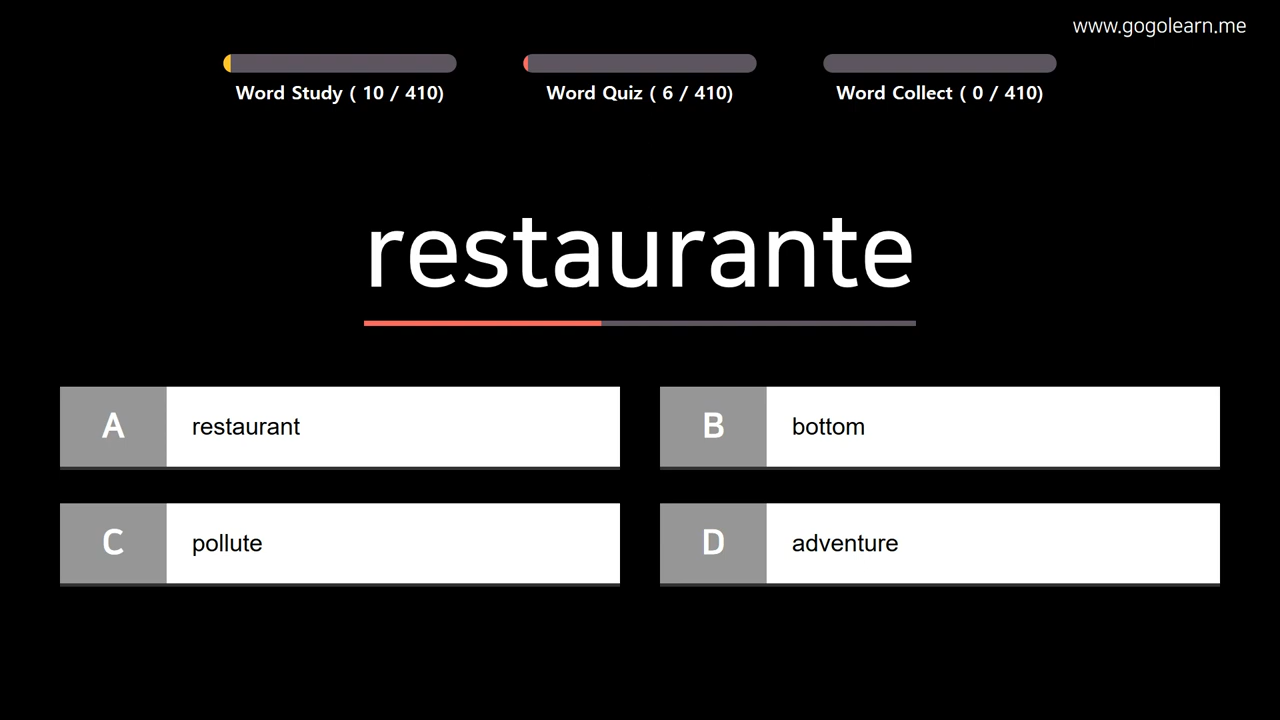 www.gogolearn.me
Word Study ( 10 / 410)
Word Quiz ( 6 / 410)
Word Collect ( 0 / 410)
restaurante
A restaurant
B bottom
C pollute
D adventure